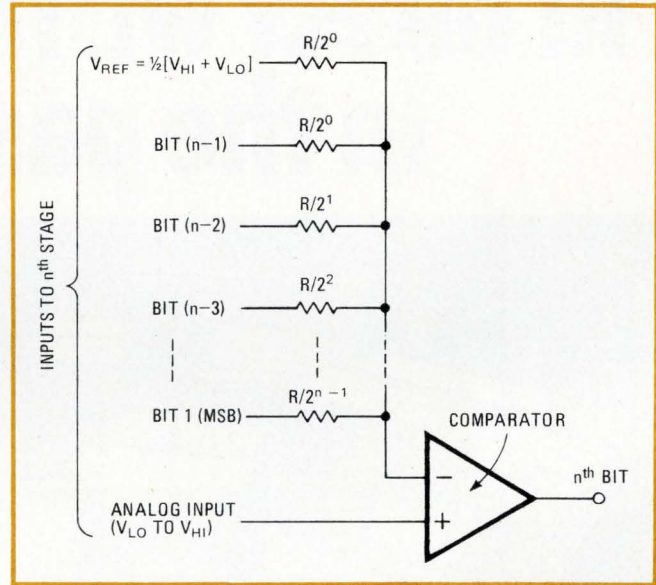 R/2⁰
V_REF = ½[V_HI + V_LO]
R/2⁰
BIT (n−1)
R/2¹
BIT (n−2)
R/2²
BIT (n−3)
R/2ⁿ⁻¹
BIT 1 (MSB)
INPUTS TO nᵗʰ STAGE
COMPARATOR
−
nᵗʰ BIT
ANALOG INPUT
(V_LO TO V_HI)
+